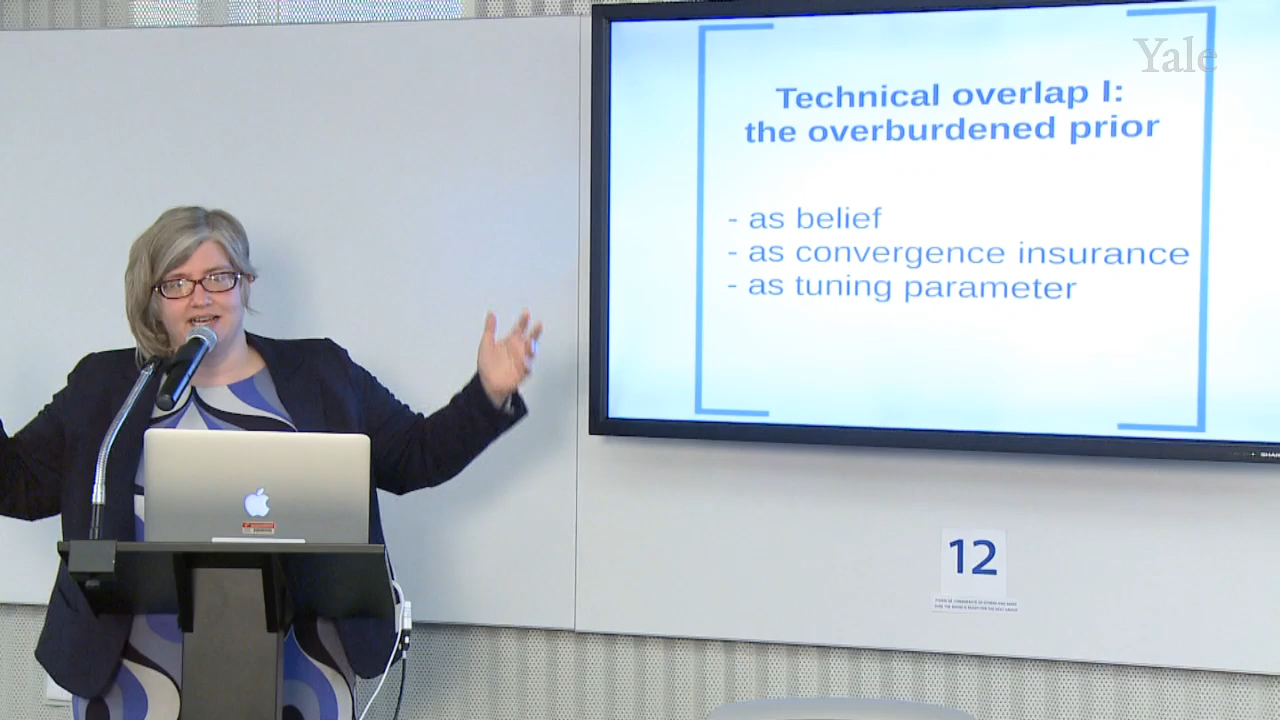 Yale
Technical overlap I:
the overburdened prior
- as belief
- as convergence insurance
- as tuning parameter
12